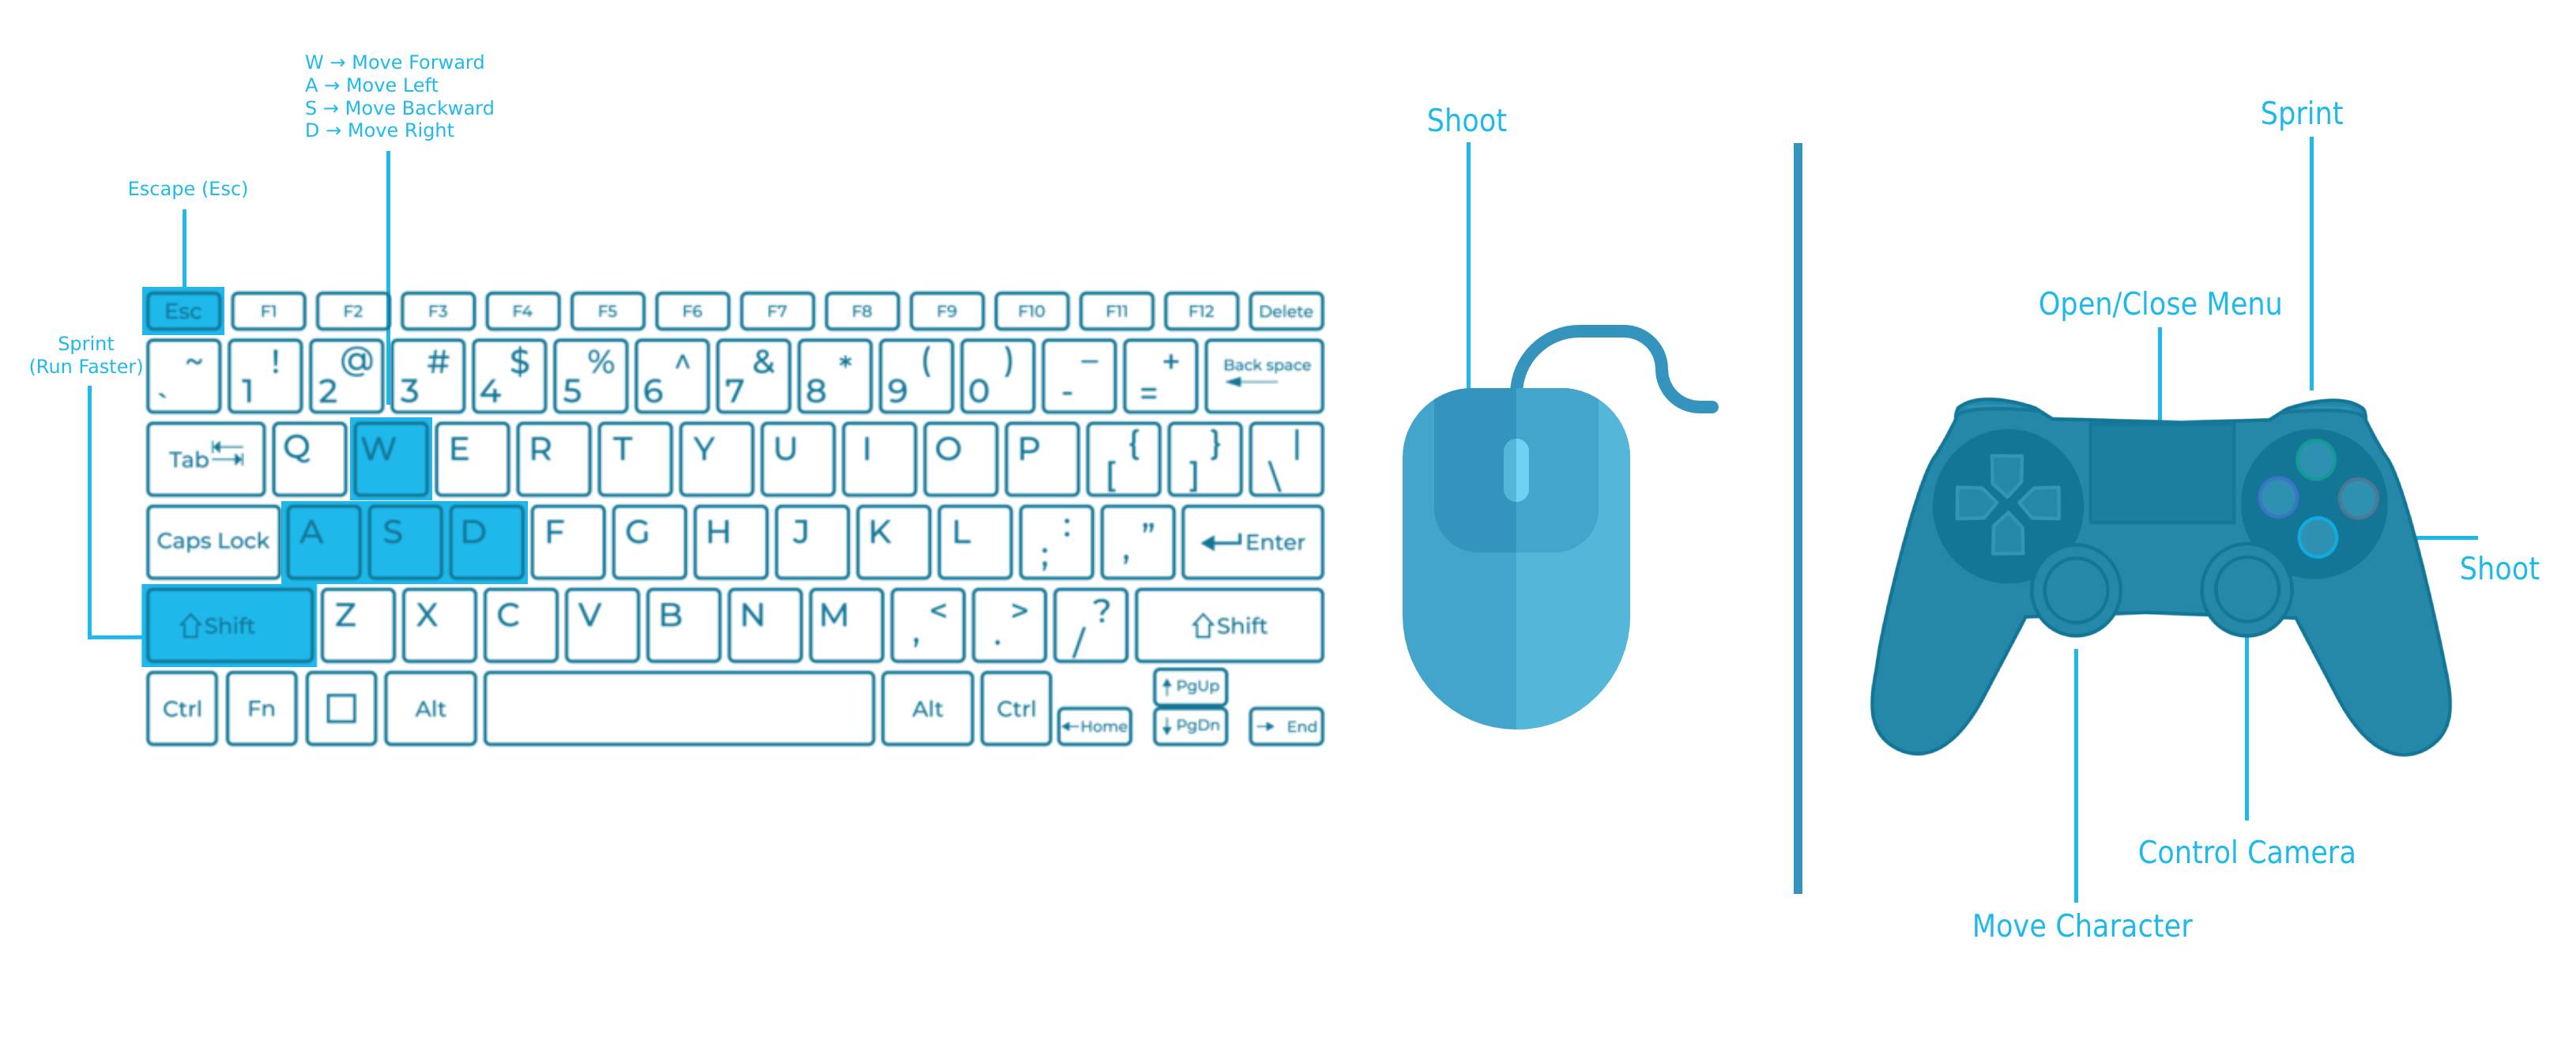 W → Move Forward
A → Move Left
S → Move Backward
D → Move Right
Escape (Esc)
Sprint
(Run Faster)
Esc F1 F2 F3 F4 F5 F6 F7 F8 F9 F10 F11 F12 Delete
~ ! @ # $ % ^ & * ( ) – +
` 1 2 3 4 5 6 7 8 9 0 - = Back space
Tab Q W E R T Y U I O P { [ } ] | \
Caps Lock A S D F G H J K L : ; ” , Enter
Shift Z X C V B N M < , > . ? / Shift
Ctrl Fn Alt Alt Ctrl ←Home ↑ PgUp
↓ PgDn → End
Shoot
Sprint
Open/Close Menu
Shoot
Control Camera
Move Character